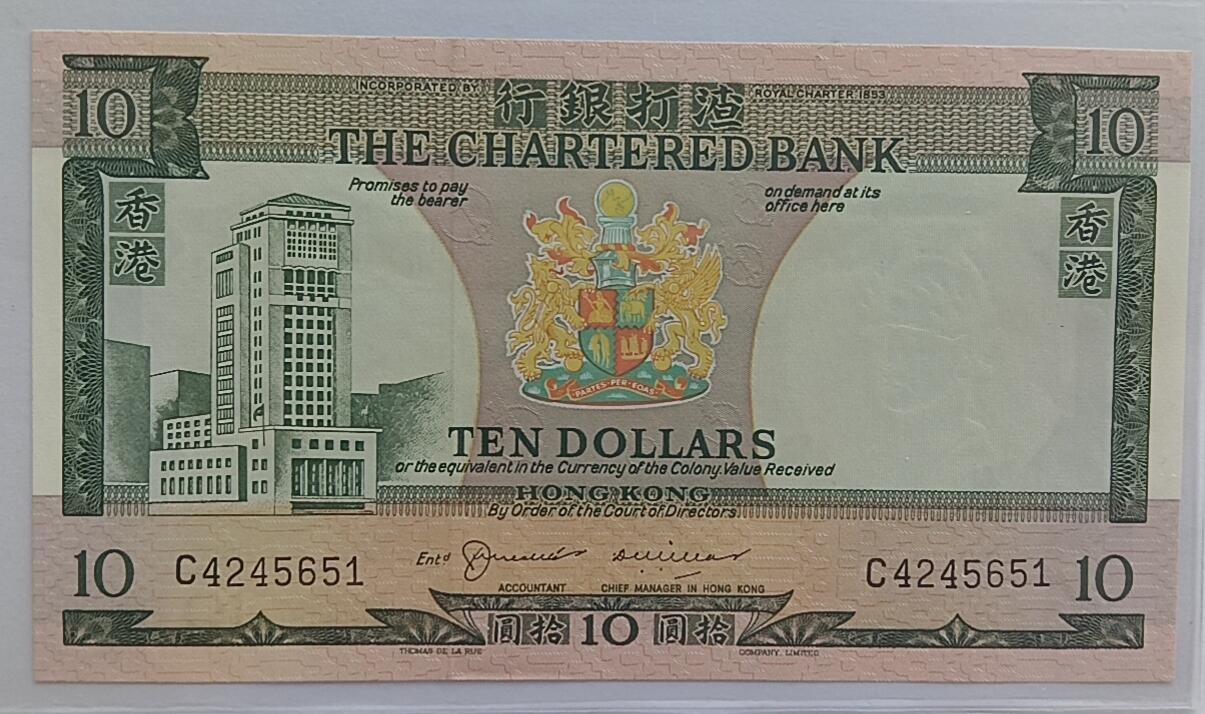 INCORPORATED BY 行銀打渣 ROYAL CHARTER 1853
10 THE CHARTERED BANK 10
Promises to pay
the bearer
on demand at its
office here
香港
香港
PARTES·PER·EOAS
TEN DOLLARS
or the equivalent in the Currency of the Colony. Value Received
HONG KONG
By Order of the Court of Directors
10 C4245651 Entd C4245651 10
ACCOUNTANT CHIEF MANAGER IN HONG KONG
圓拾 10 圓拾
THOMAS DE LA RUE COMPANY, LIMITED